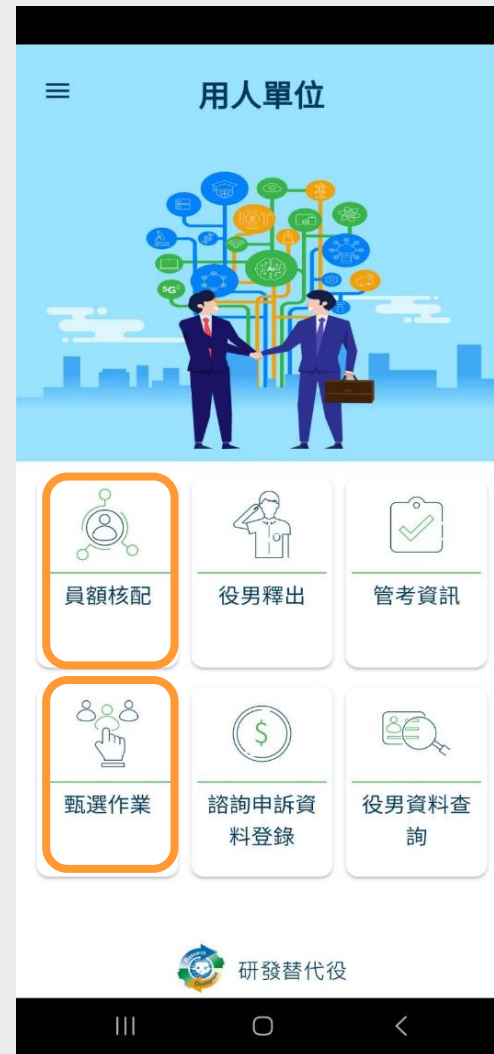 用人單位
IOT
AI
5G
員額核配
役男釋出
管考資訊
甄選作業
諮詢申訴資
料登錄
役男資料查
詢
研發替代役